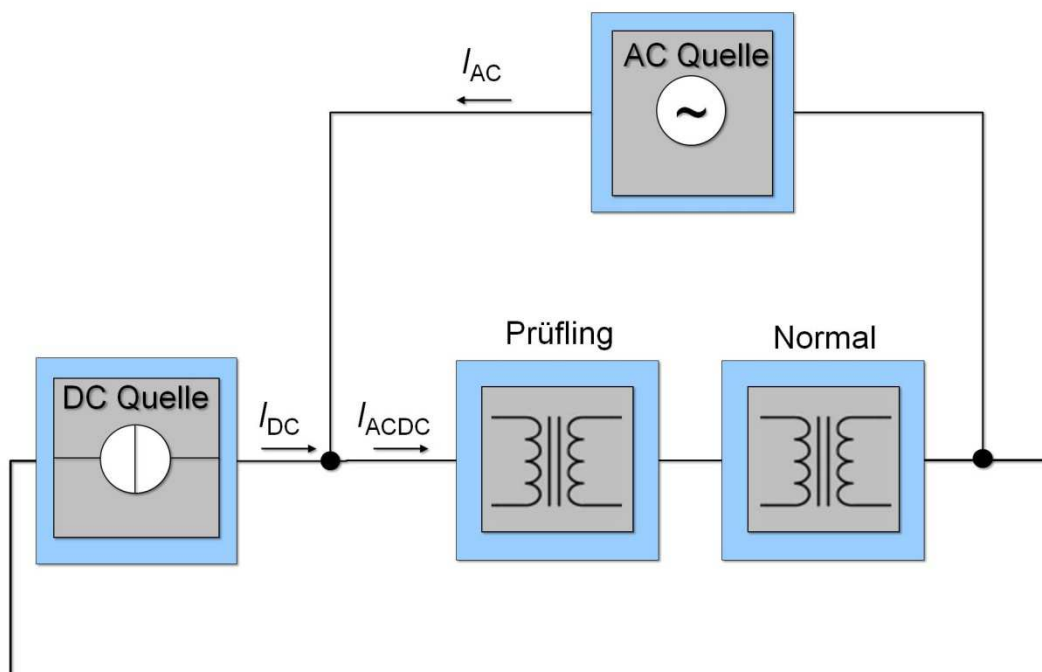 I_AC
AC Quelle
~
Prüfling
Normal
DC Quelle
I_DC
I_ACDC